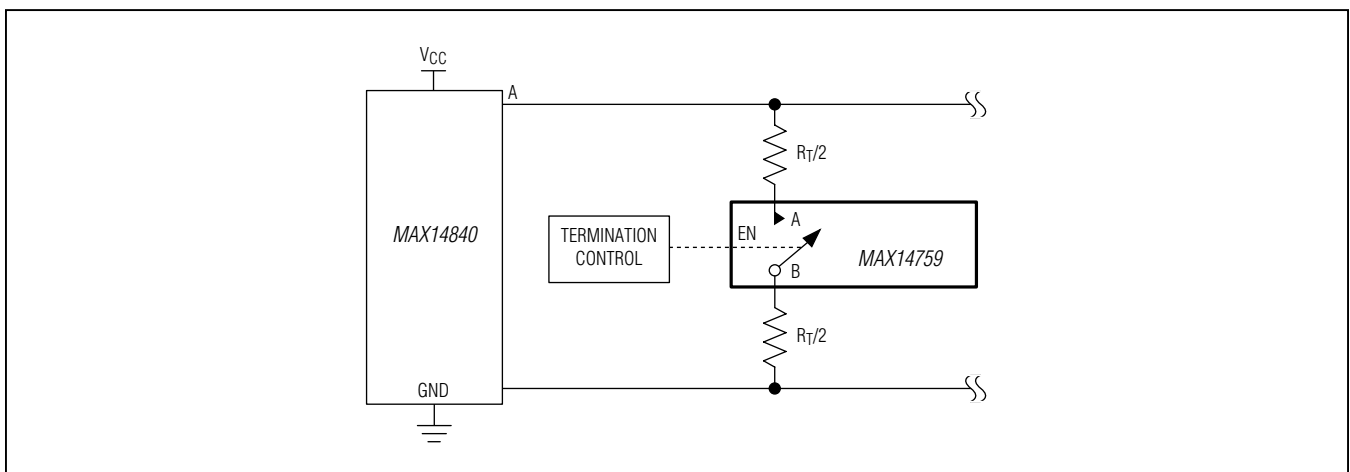 VCC
A
RT/2
MAX14840
TERMINATION
CONTROL
EN
A
B
MAX14759
RT/2
GND